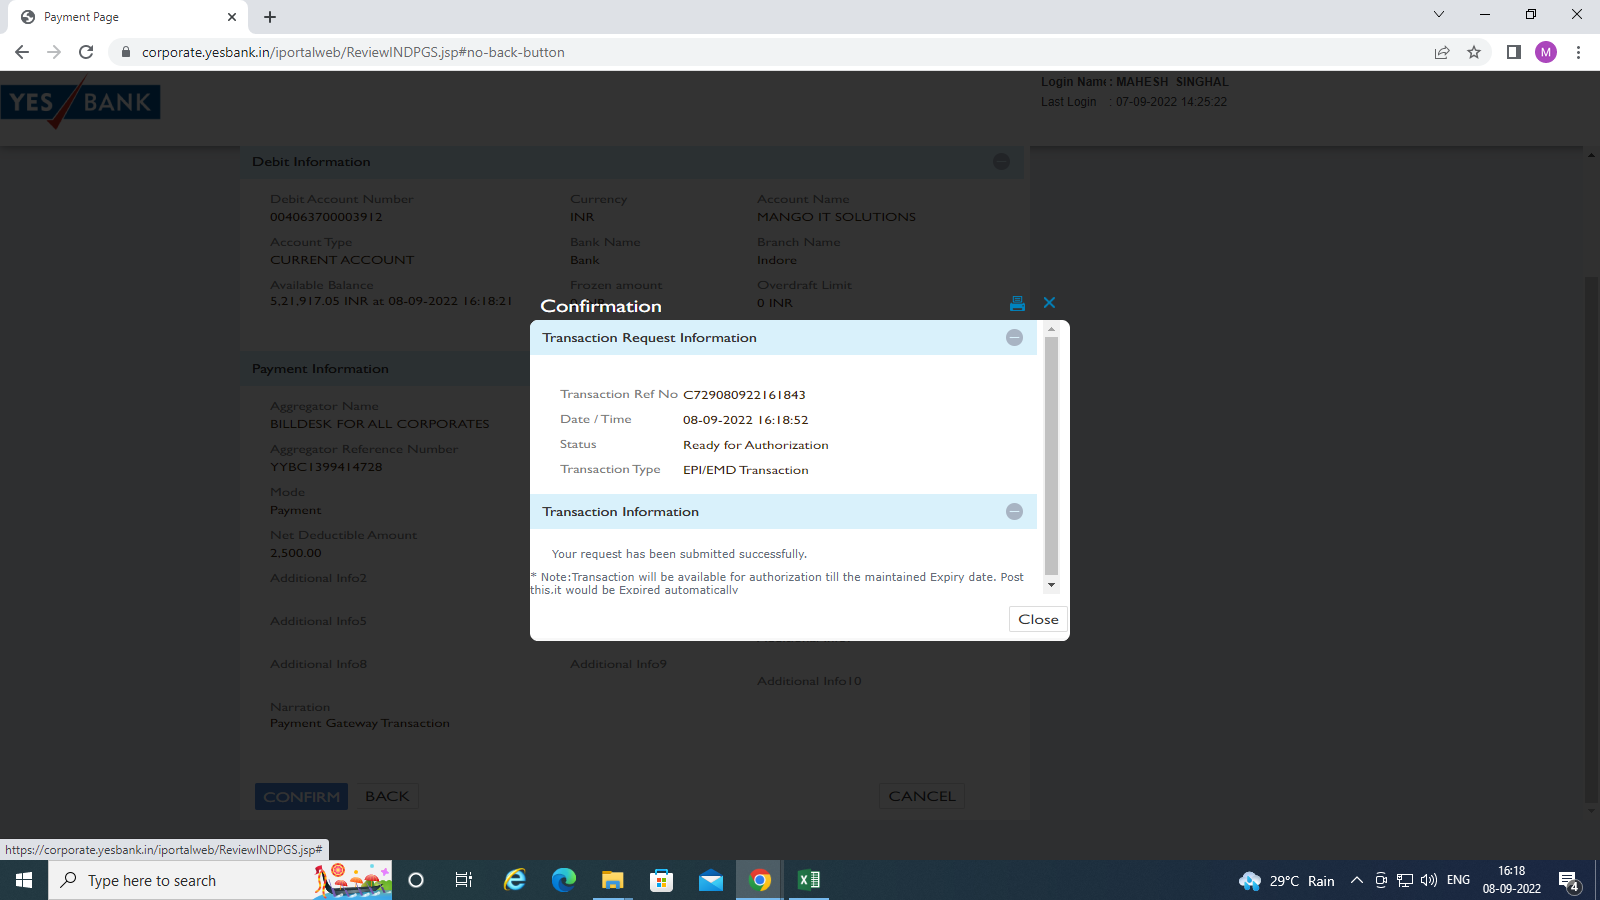 Payment Page
corporate.yesbank.in/iportalweb/ReviewINDPGS.jsp#no-back-button
M
YES BANK
Login Name : MAHESH SINGHAL
Last Login : 07-09-2022 14:25:22
Debit Information
Debit Account Number
004063700003912
Currency
INR
Account Name
MANGO IT SOLUTIONS
Account Type
CURRENT ACCOUNT
Bank Name
Bank
Branch Name
Indore
Available Balance
5,21,917.05 INR at 08-09-2022 16:18:21
Frozen amount
Overdraft Limit
0 INR
Confirmation
Transaction Request Information
Transaction Ref No C729080922161843
Date / Time 08-09-2022 16:18:52
Status Ready for Authorization
Transaction Type EPI/EMD Transaction
Transaction Information
Your request has been submitted successfully.
* Note:Transaction will be available for authorization till the maintained Expiry date. Post
this,it would be Expired automatically
Close
Payment Information
Aggregator Name
BILLDESK FOR ALL CORPORATES
Aggregator Reference Number
YYBC1399414728
Mode
Payment
Net Deductible Amount
2,500.00
Additional Info2
Additional Info5
Additional Info8
Additional Info9
Additional Info10
Narration
Payment Gateway Transaction
CONFIRM
BACK
CANCEL
https://corporate.yesbank.in/iportalweb/ReviewINDPGS.jsp#
Type here to search
29°C Rain
ENG
16:18
08-09-2022
4